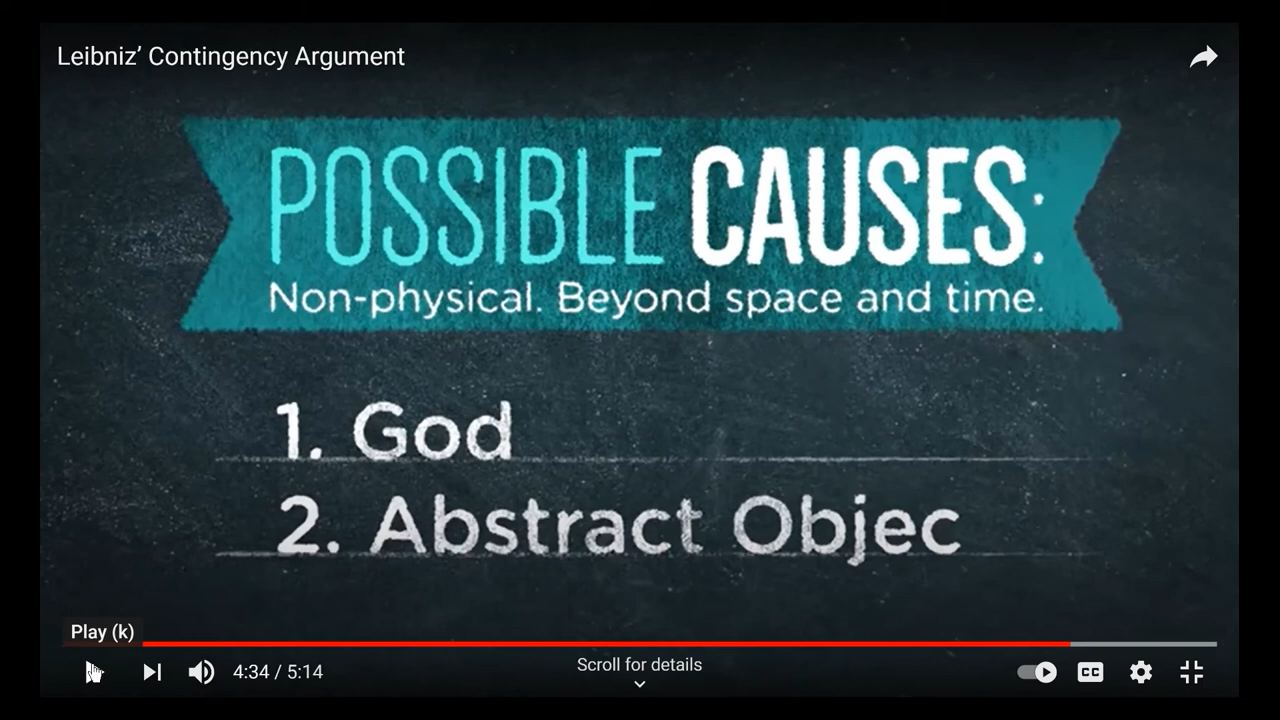 Leibniz’ Contingency Argument
POSSIBLE CAUSES:
Non-physical. Beyond space and time.
1. God
2. Abstract Objec
Play (k)
4:34 / 5:14
Scroll for details
CC